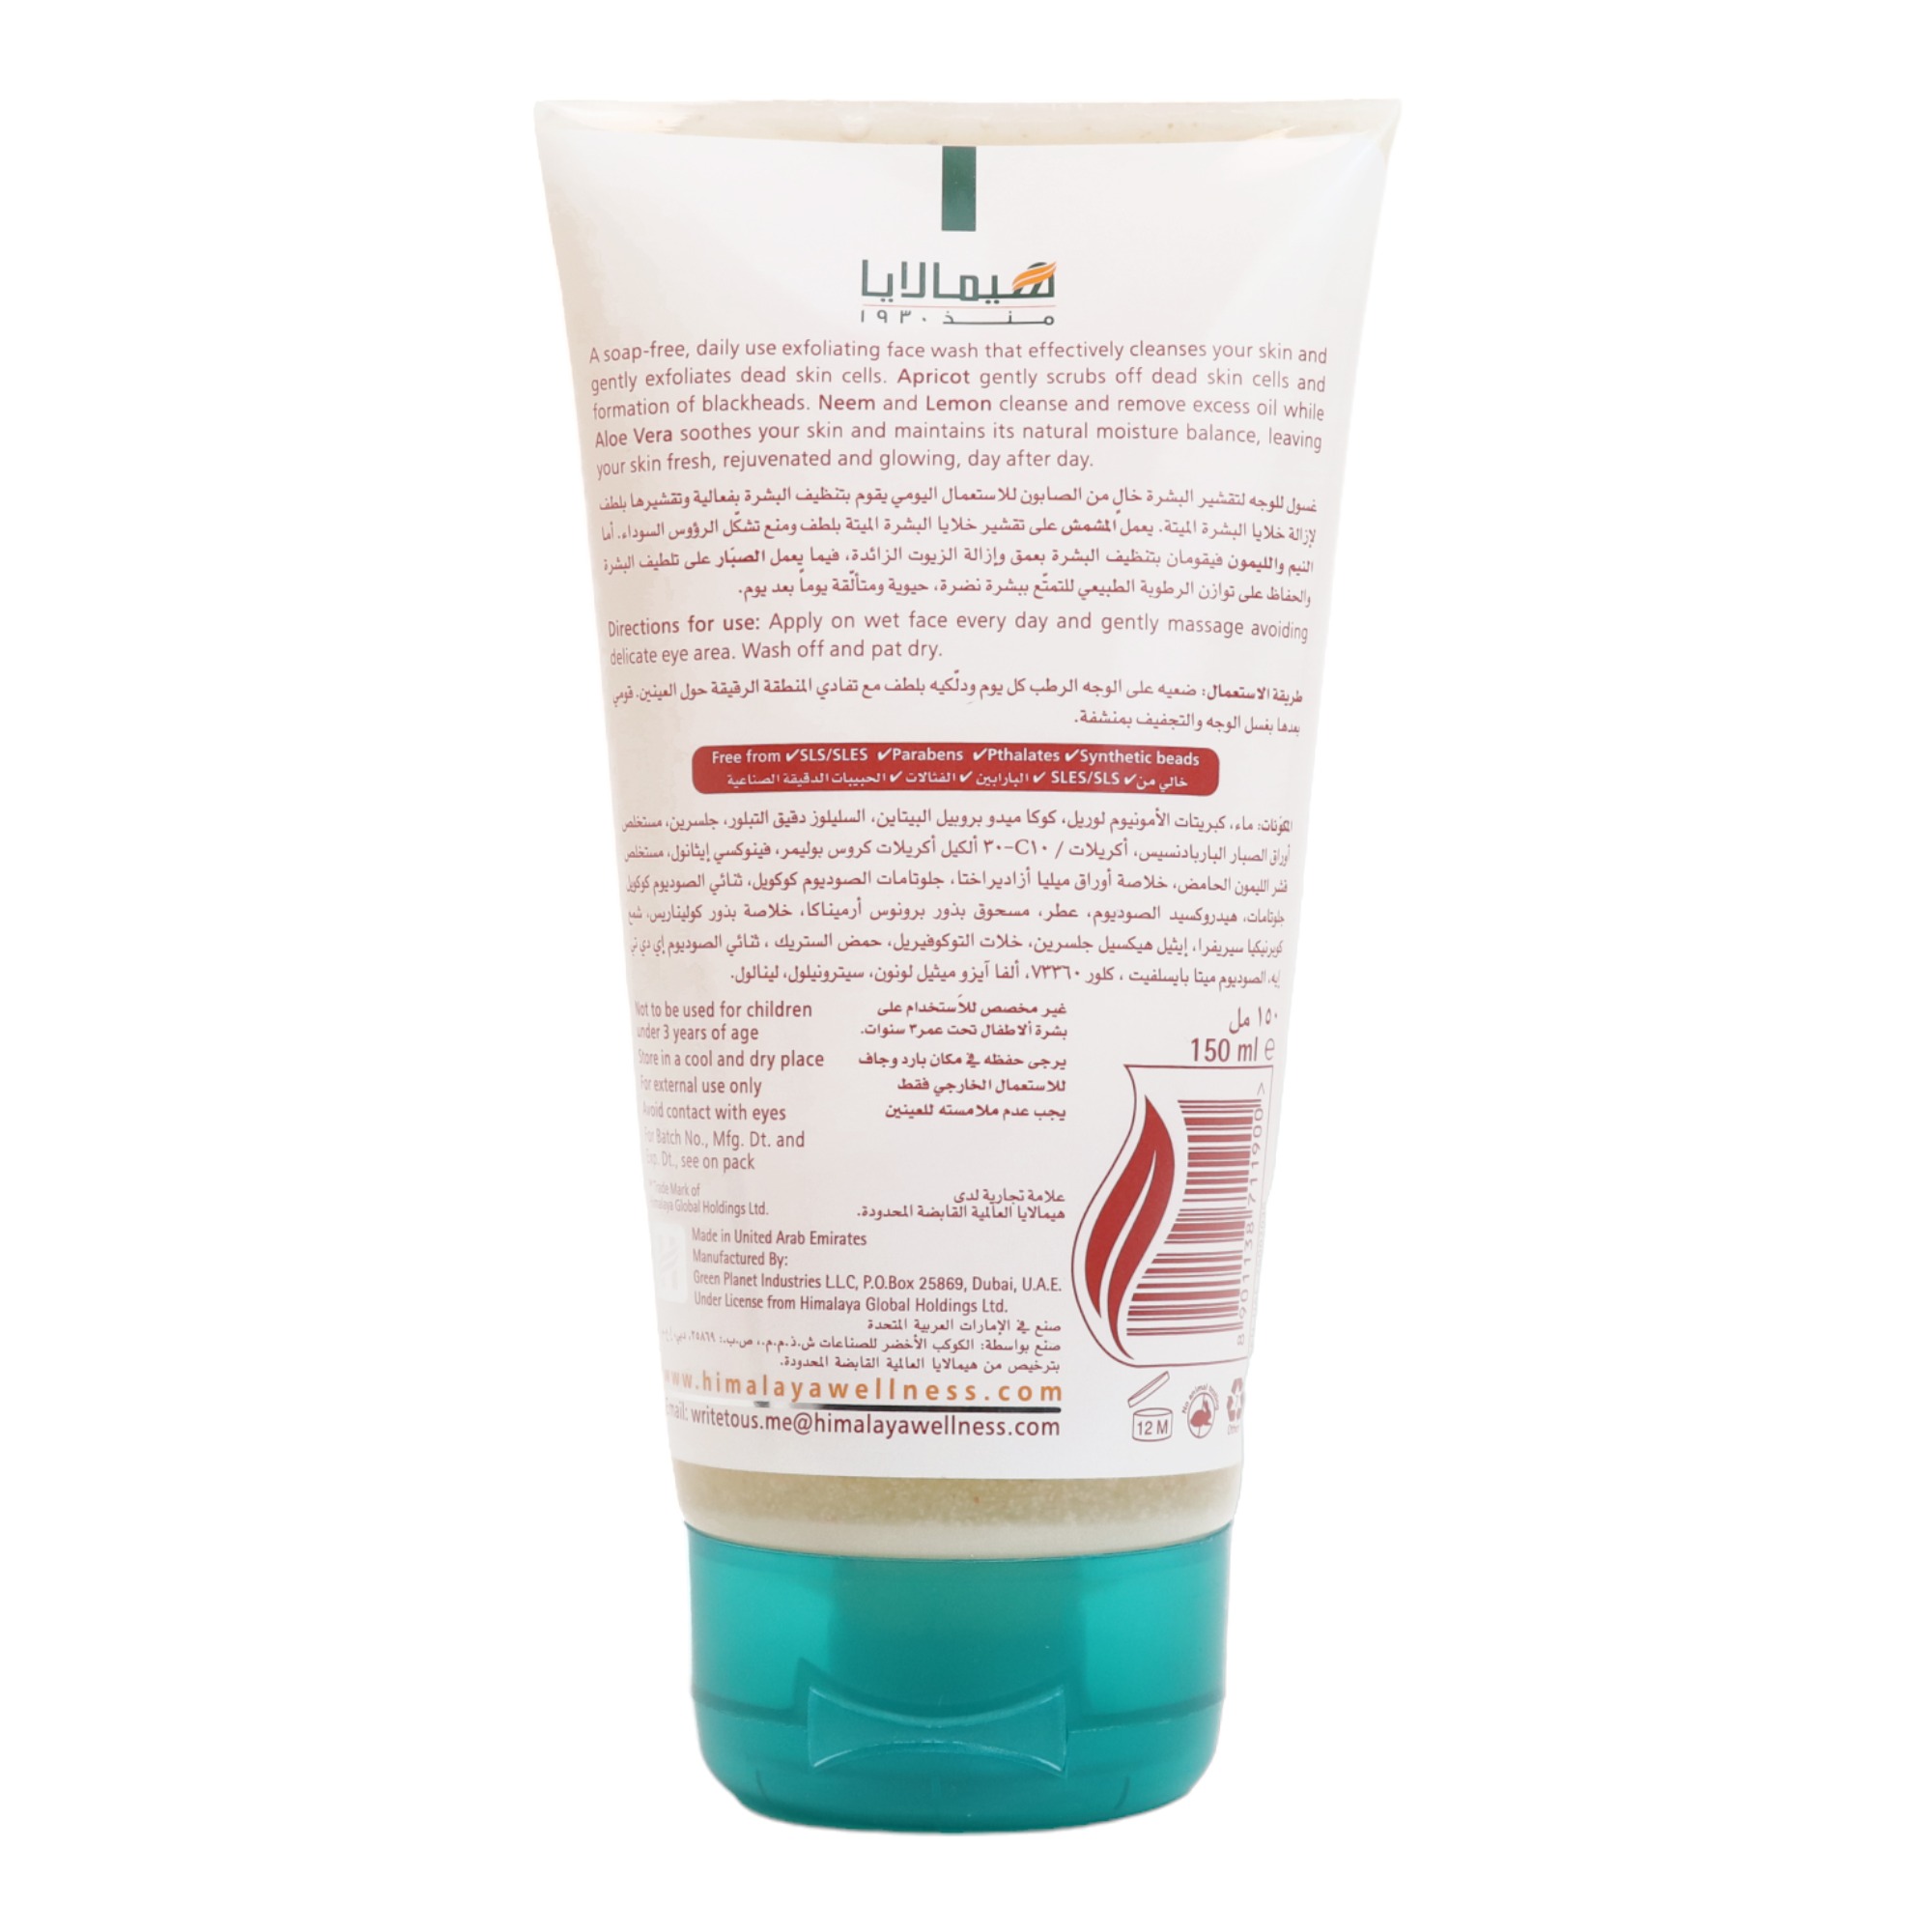 هيمالايا
منذ ١٩٣٠
A soap-free, daily use exfoliating face wash that effectively cleanses your skin and
gently exfoliates dead skin cells. Apricot gently scrubs off dead skin cells and
formation of blackheads. Neem and Lemon cleanse and remove excess oil while
Aloe Vera soothes your skin and maintains its natural moisture balance, leaving
your skin fresh, rejuvenated and glowing, day after day.
غسول للوجه لتقشير البشرة خالٍ من الصابون للاستعمال اليومي يقوم بتنظيف البشرة بفعالية وتقشيرها بلطف
لإزالة خلايا البشرة الميتة. يعمل المشمش على تقشير خلايا البشرة الميتة بلطف ومنع تشكّل الرؤوس السوداء. أما
النيم والليمون فيقومان بتنظيف البشرة بعمق وإزالة الزيوت الزائدة، فيما يعمل الصبّار على تلطيف البشرة
والحفاظ على توازن الرطوبة الطبيعي للتمتّع ببشرة نضرة، حيوية ومتألّقة يوماً بعد يوم.
Directions for use: Apply on wet face every day and gently massage avoiding
delicate eye area. Wash off and pat dry.
طريقة الاستعمال: ضعيه على الوجه الرطب كل يوم ودلّكيه بلطف مع تفادي المنطقة الرقيقة حول العينين. قومي
بعدها بغسل الوجه والتجفيف بمنشفة.
Free from ✓SLS/SLES ✓Parabens ✓Pthalates ✓Synthetic beads
خالي من ✓ SLES/SLS ✓ البارابين ✓ الفثالات ✓ الحبيبات الدقيقة الصناعية
المكوّنات: ماء، كبريتات الأمونيوم لوريل، كوكا ميدو بروبيل البيتاين، السليلوز دقيق التبلور، جلسرين، مستخلص
أوراق الصبار الباربادنسيس، أكريلات / C١٠-٣٠ ألكيل أكريلات كروس بوليمر، فينوكسي إيثانول، مستخلص
قشر الليمون الحامض، خلاصة أوراق ميليا أزاديراختا، جلوتامات الصوديوم كوكويل، ثنائي الصوديوم كوكويل
جلوتامات، هيدروكسيد الصوديوم، عطر، مسحوق بذور برونوس أرميناكا، خلاصة بذور كوليناريس، شمع
كوبرنيكيا سيريفرا، إيثيل هيكسيل جلسرين، خلات التوكوفيريل، حمض الستريك ، ثنائي الصوديوم إي دي تي
إيه، الصوديوم ميتا بايسلفيت ، كلور ٧٣٣٦٠، ألفا آيزو ميثيل لونون، سيترونيلول، لينالول.
Not to be used for children
under 3 years of age
Store in a cool and dry place
For external use only
Avoid contact with eyes
For Batch No., Mfg. Dt. and
Exp. Dt., see on pack
غير مخصص للأستخدام على
بشرة ألاطفال تحت عمر٣ سنوات.
يرجى حفظه في مكان بارد وجاف
للاستعمال الخارجي فقط
يجب عدم ملامسته للعينين
١٥٠ مل
150 ml e
Trade Mark of
Himalaya Global Holdings Ltd.
علامة تجارية لدى
هيمالايا العالمية القابضة المحدودة.
Made in United Arab Emirates
Manufactured By:
Green Planet Industries L.L.C, P.O.Box 25869, Dubai, U.A.E.
Under License from Himalaya Global Holdings Ltd.
صنع في الإمارات العربية المتحدة
صنع بواسطة: الكوكب الأخضر للصناعات ش.ذ.م.م.، ص.ب.: ٢٥٨٦٩، دبي،
بترخيص من هيمالايا العالمية القابضة المحدودة.
www.himalayawellness.com
Email: writetous.me@himalayawellness.com
8 901138 711900 >
12 M